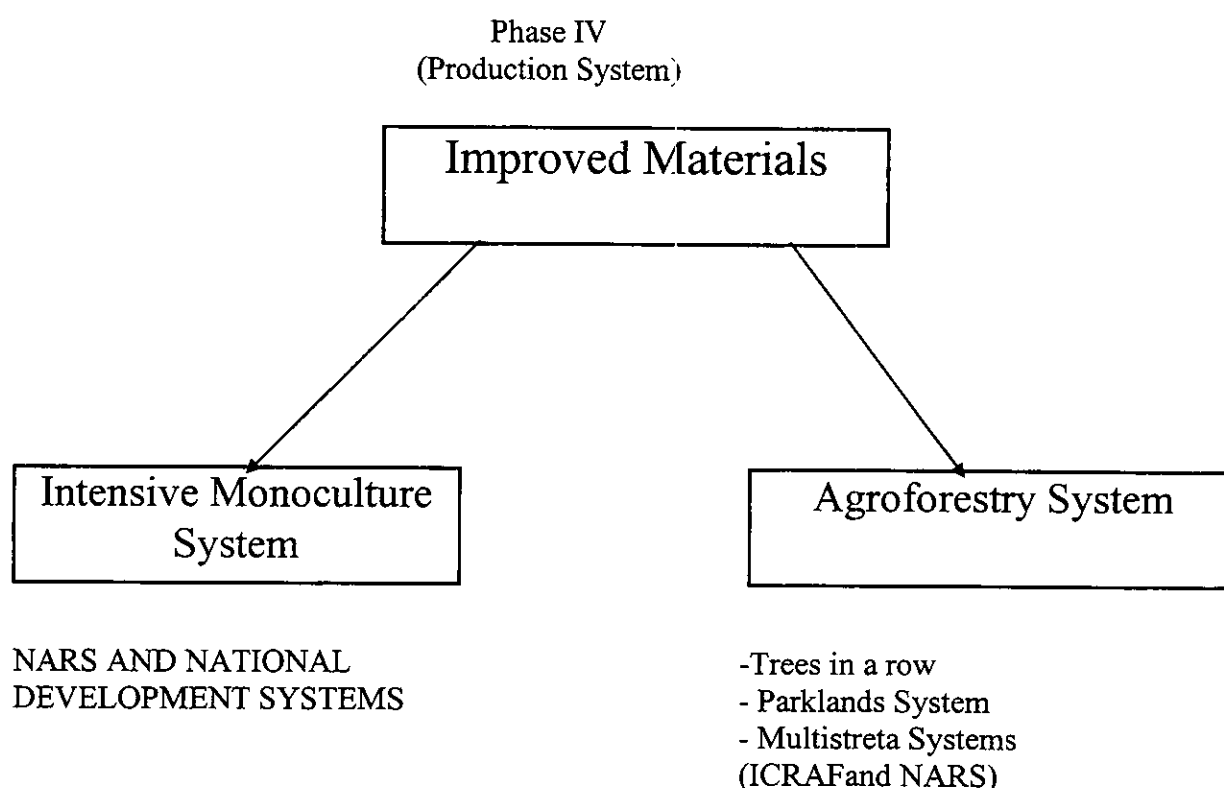 Phase IV
(Production System)
Improved Materials
Intensive Monoculture
System
Agroforestry System
NARS AND NATIONAL
DEVELOPMENT SYSTEMS
-Trees in a row
- Parklands System
- Multistreta Systems
(ICRAFand NARS)